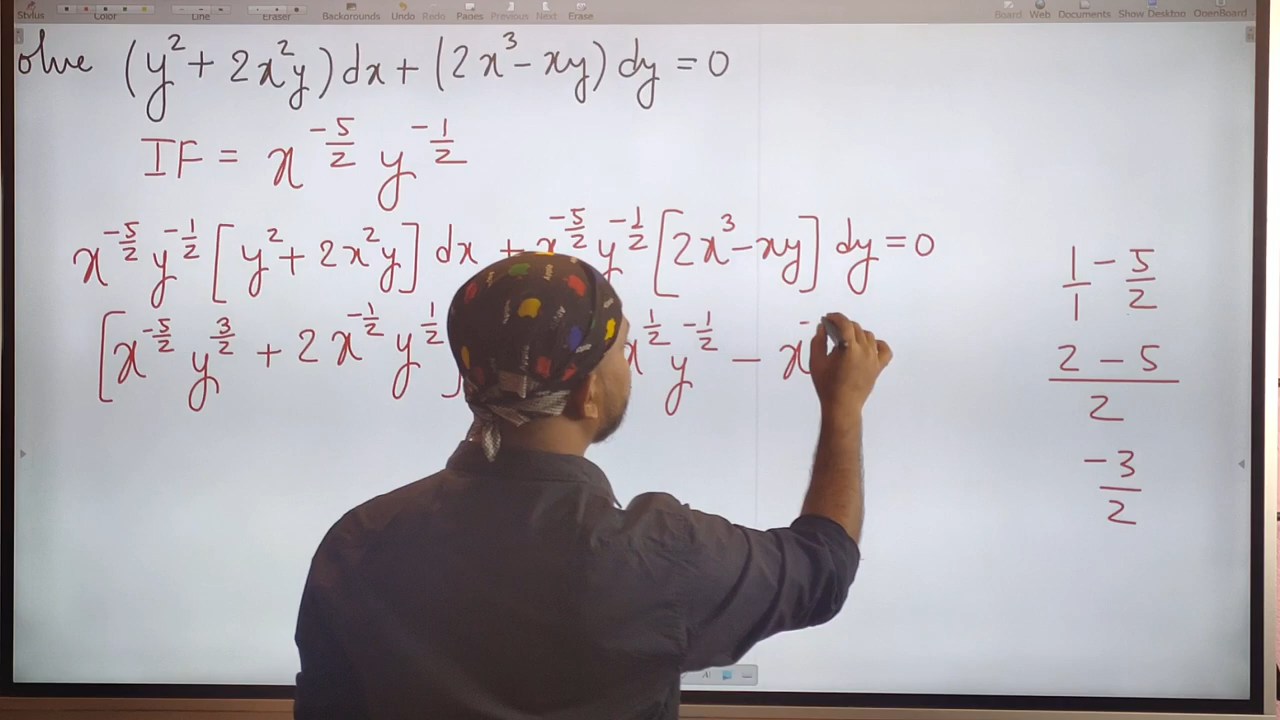 Stylus Color Line Eraser Backgrounds Undo Redo Pages Previous Next Erase Board Web Documents Show Desktop OpenBoard
olve (y² + 2x²y) dx + (2x³ - xy) dy = 0
IF = x^{-5/2} y^{-1/2}
x^{-5/2} y^{-1/2} [y² + 2x²y] dx + x^{-5/2} y^{-1/2} [2x³ - xy] dy = 0
[x^{-5/2} y^{3/2} + 2x^{-1/2} y^{1/2} x^{1/2} y^{-1/2} - x^{-
1/1 - 5/2
2 - 5
2
-3/2